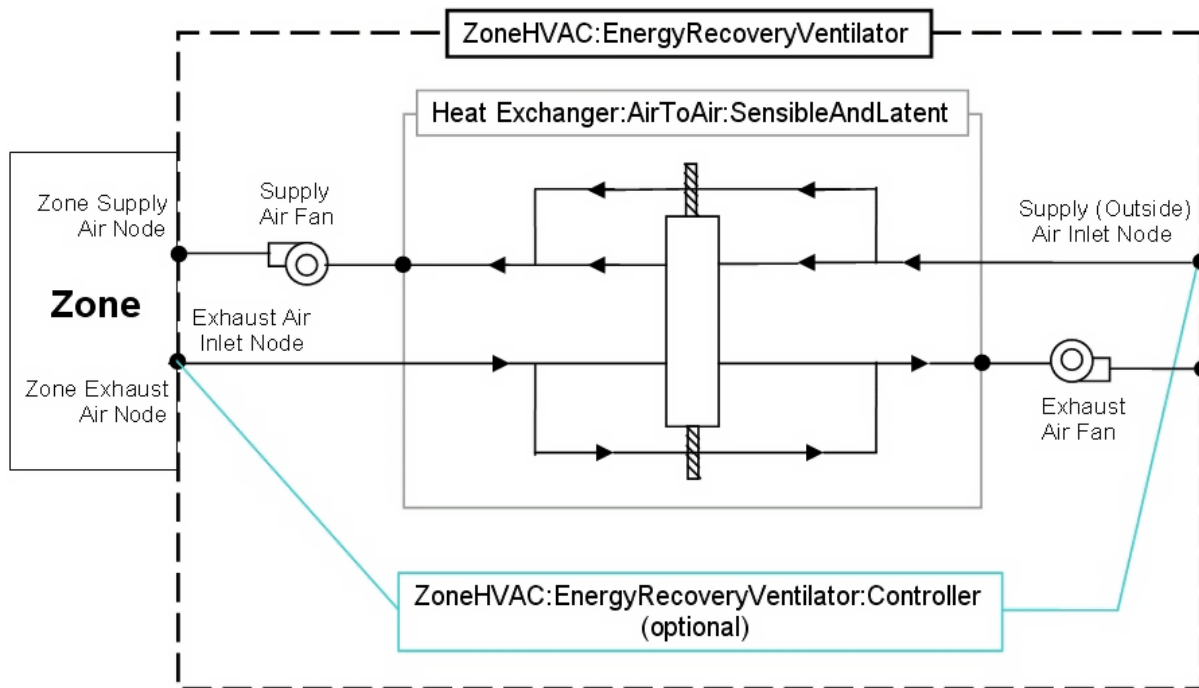 ZoneHVAC:EnergyRecoveryVentilator
Heat Exchanger:AirToAir:SensibleAndLatent
Zone Supply
Air Node
Supply
Air Fan
Supply (Outside)
Air Inlet Node
Zone
Exhaust Air
Inlet Node
Zone Exhaust
Air Node
Exhaust
Air Fan
ZoneHVAC:EnergyRecoveryVentilator:Controller
(optional)